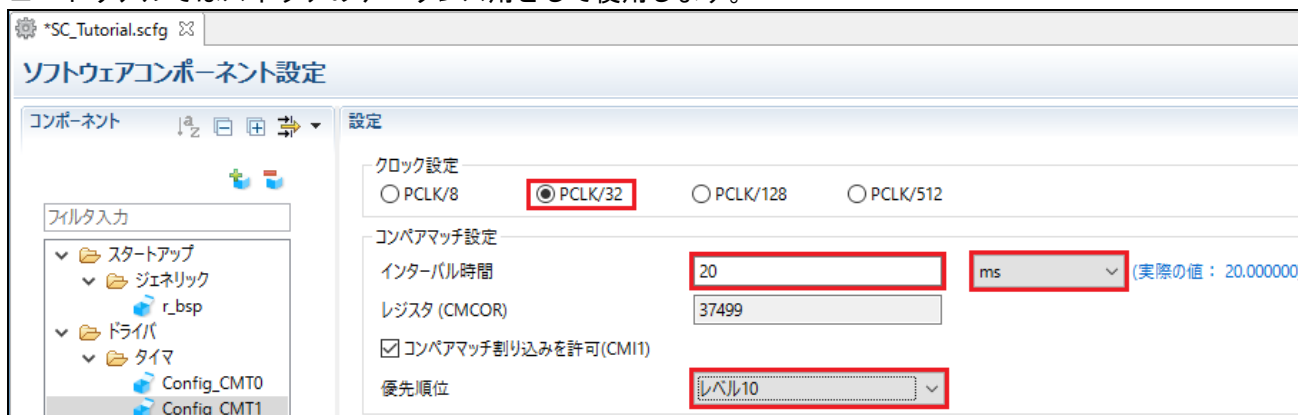 *SC_Tutorial.scfg
ソフトウェアコンポーネント設定
コンポーネント
設定
クロック設定
PCLK/8 PCLK/32 PCLK/128 PCLK/512
フィルタ入力
コンペアマッチ設定
スタートアップ
インターバル時間 20 ms (実際の値： 20.000000
ジェネリック
r_bsp
レジスタ (CMCOR) 37499
ドライバ
コンペアマッチ割り込みを許可(CMI1)
タイマ
Config_CMT0
優先順位 レベル10
Config_CMT1